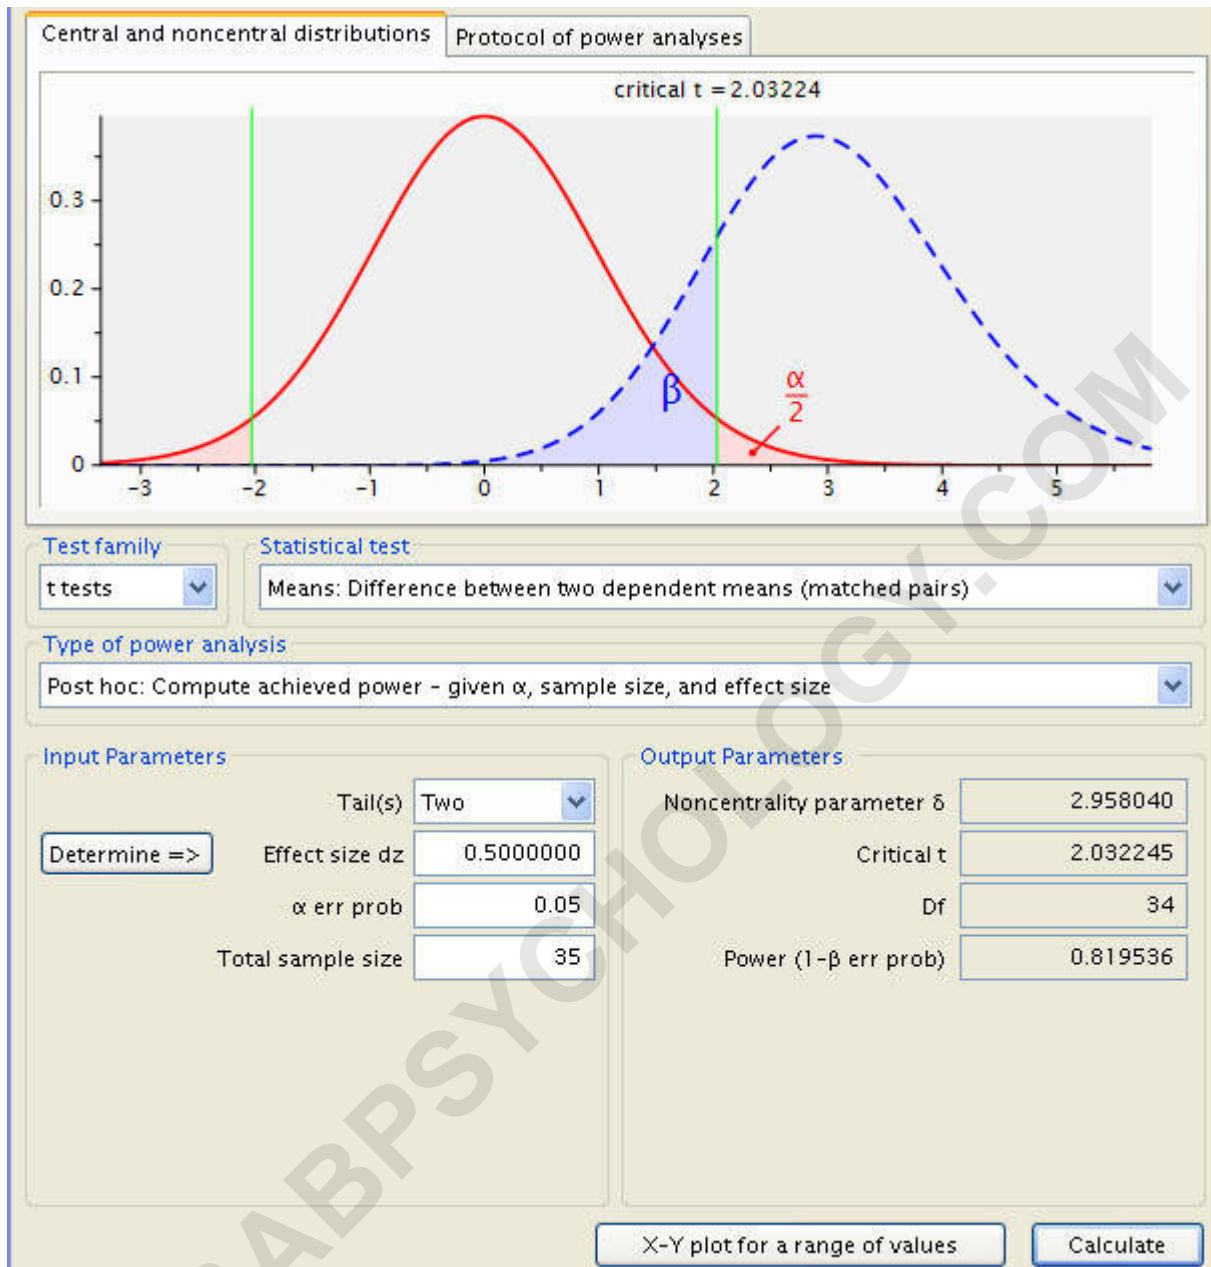 Central and noncentral distributions
Protocol of power analyses
critical t = 2.03224
0.3
0.2
0.1
0
β
α
2
-3 -2 -1 0 1 2 3 4 5
Test family
Statistical test
t tests
Means: Difference between two dependent means (matched pairs)
Type of power analysis
Post hoc: Compute achieved power - given α, sample size, and effect size
Input Parameters
Output Parameters
Tail(s) Two
Noncentrality parameter δ 2.958040
Determine => Effect size dz 0.5000000
Critical t 2.032245
α err prob 0.05
Df 34
Total sample size 35
Power (1-β err prob) 0.819536
X-Y plot for a range of values
Calculate
ABPSYCHOLOGY.COM